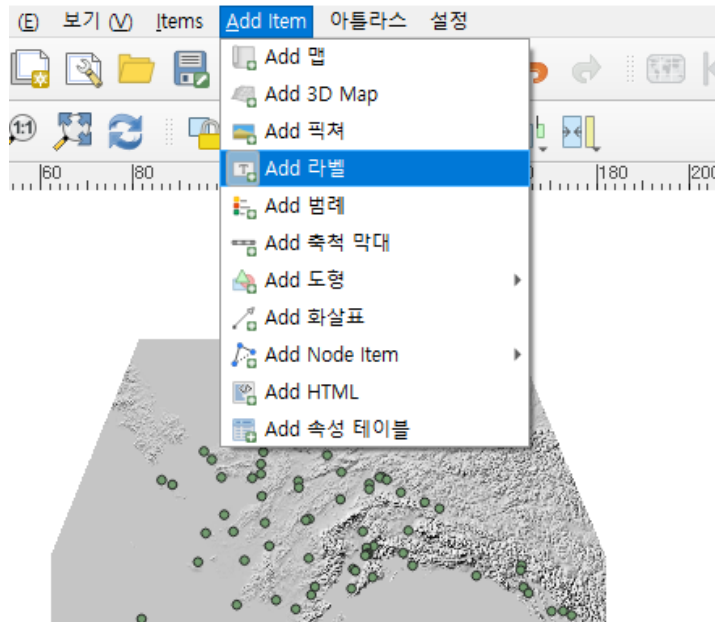 (E) 보기 (V) Items Add Item 아틀라스 설정
Add 맵
Add 3D Map
Add 픽쳐
1:1
Add 라벨
60 80 180 200
Add 범례
Add 축척 막대
Add 도형
Add 화살표
Add Node Item
Add HTML
Add 속성 테이블